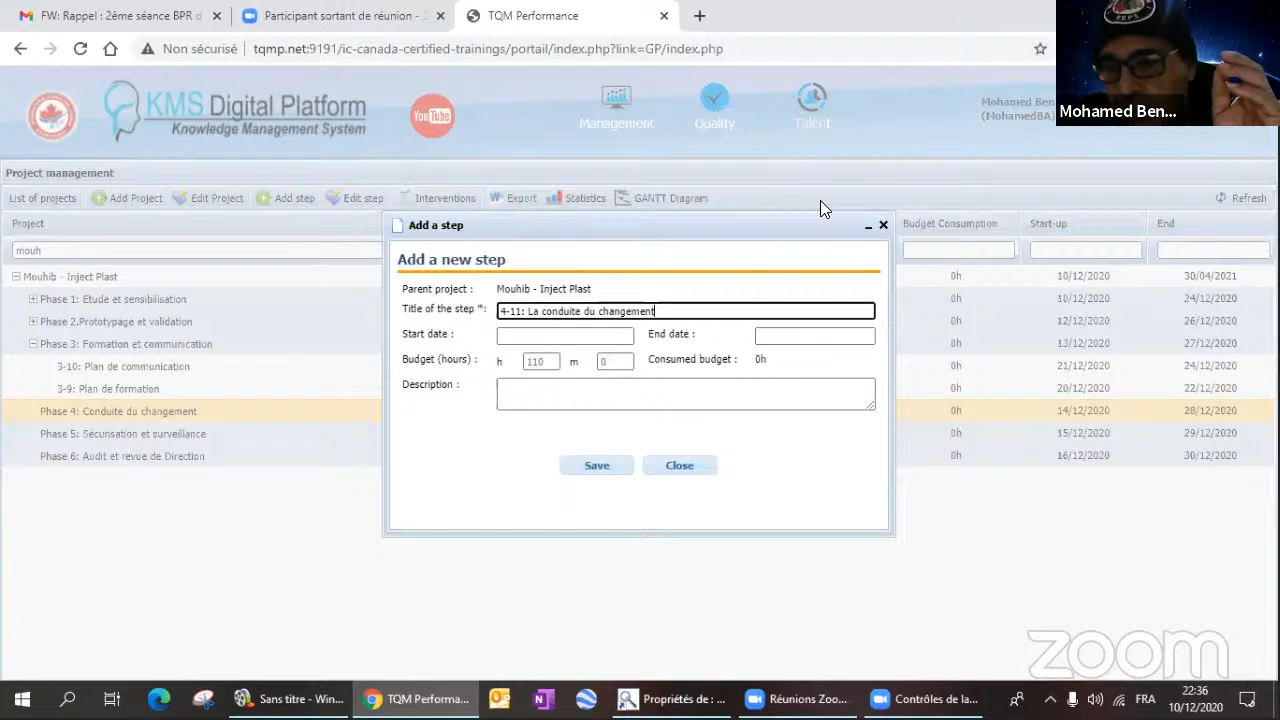 FW: Rappel : 2ème séance BPR d
Participant sortant de réunion -
TQM Performance
Non sécurisé
tqmp.net:9191/ic-canada-certified-trainings/portail/index.php?link=GP/index.php
KMS Digital Platform
Knowledge Management System
YouTube
Management
Quality
Talent
Mohamed Ben
(MohamedBA)
Mohamed Ben...
Project management
List of projects
Add Project
Edit Project
Add step
Edit step
Interventions
Export
Statistics
GANTT Diagram
Refresh
Project
Budget Consumption
Start-up
End
mouh
Mouhib - Inject Plast
0h
10/12/2020
30/04/2021
Phase 1: Etude et sensibilisation
0h
10/12/2020
24/12/2020
Phase 2.Prototypage et validation
0h
12/12/2020
26/12/2020
Phase 3: Formation et communication
0h
13/12/2020
27/12/2020
3-10: Plan de communication
0h
21/12/2020
24/12/2020
3-9: Plan de formation
0h
20/12/2020
22/12/2020
Phase 4: Conduite du changement
0h
14/12/2020
28/12/2020
Phase 5: Sécurisation et surveillance
0h
15/12/2020
29/12/2020
Phase 6: Audit et revue de Direction
0h
16/12/2020
30/12/2020
Add a step
Add a new step
Parent project :
Mouhib - Inject Plast
Title of the step *:
4-11: La conduite du changement
Start date :
End date :
Budget (hours) :
h
110
m
0
Consumed budget :
0h
Description :
Save
Close
zoom
Sans titre - Win...
TQM Performa...
Propriétés de : ...
Réunions Zoo...
Contrôles de la...
FRA
22:36
10/12/2020